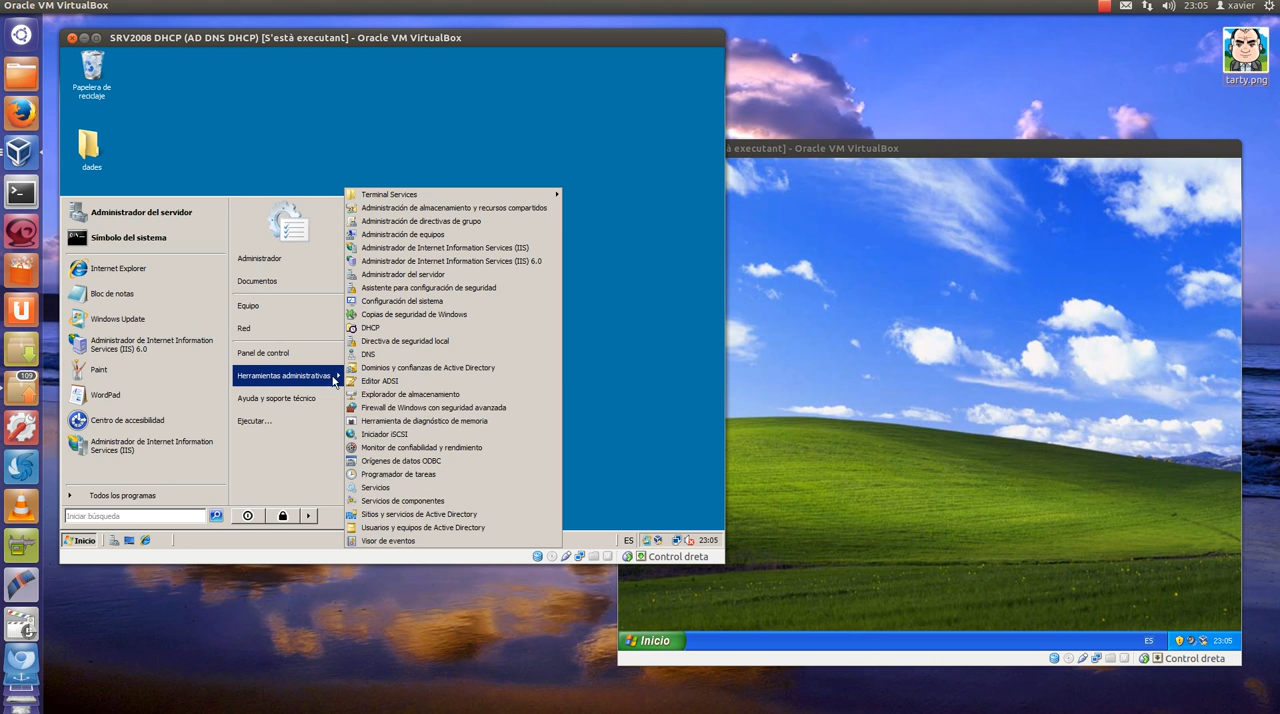 Oracle VM VirtualBox
23:05
xavier
SRV2008 DHCP (AD DNS DHCP) [S'està executant] - Oracle VM VirtualBox
Papelera de
reciclaje
dades
tarty.png
à executant] - Oracle VM VirtualBox
Administrador del servidor
Símbolo del sistema
Internet Explorer
Bloc de notas
Windows Update
Administrador de Internet Information
Services (IIS) 6.0
Paint
WordPad
Centro de accesibilidad
Administrador de Internet Information
Services (IIS)
Todos los programas
Iniciar búsqueda
Administrador
Documentos
Equipo
Red
Panel de control
Herramientas administrativas
Ayuda y soporte técnico
Ejecutar...
Terminal Services
Administración de almacenamiento y recursos compartidos
Administración de directivas de grupo
Administración de equipos
Administrador de Internet Information Services (IIS)
Administrador de Internet Information Services (IIS) 6.0
Administrador del servidor
Asistente para configuración de seguridad
Configuración del sistema
Copias de seguridad de Windows
DHCP
Directiva de seguridad local
DNS
Dominios y confianzas de Active Directory
Editor ADSI
Explorador de almacenamiento
Firewall de Windows con seguridad avanzada
Herramienta de diagnóstico de memoria
Iniciador iSCSI
Monitor de confiabilidad y rendimiento
Orígenes de datos ODBC
Programador de tareas
Servicios
Servicios de componentes
Sitios y servicios de Active Directory
Usuarios y equipos de Active Directory
Visor de eventos
Inicio
ES
23:05
Control dreta
Inicio
ES
23:05
Control dreta
109